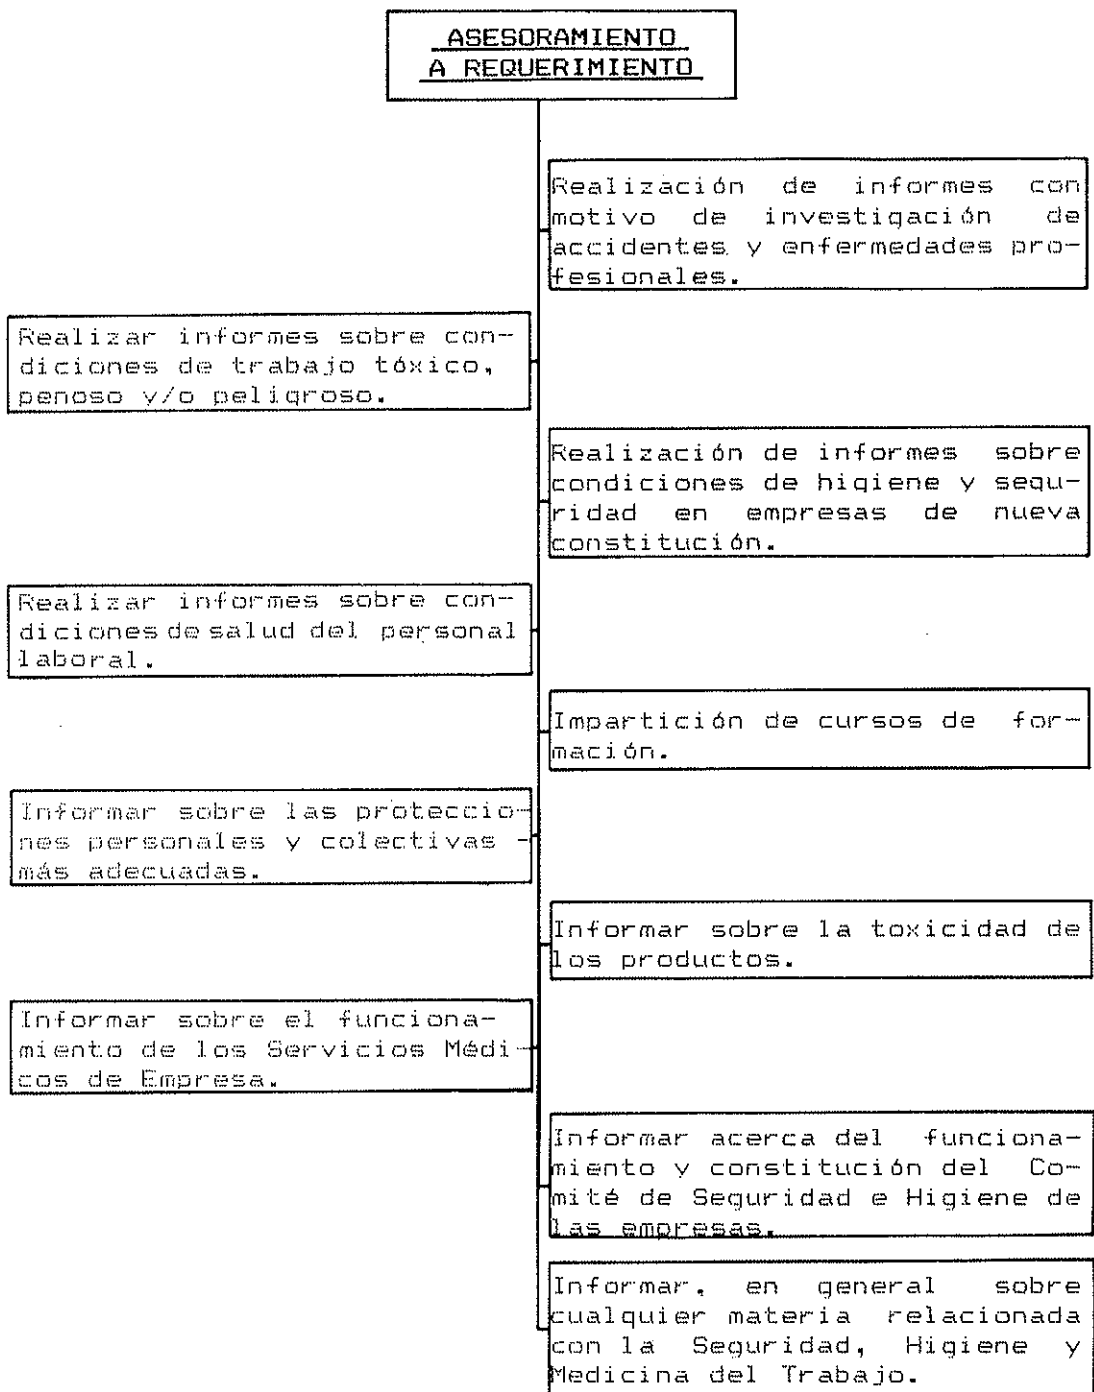 ASESORAMIENTO
A REQUERIMIENTO
Realización de informes con
motivo de investigación de
accidentes y enfermedades pro-
fesionales.
Realizar informes sobre con-
diciones de trabajo tóxico,
penoso y/o peligroso.
Realización de informes sobre
condiciones de higiene y segu-
ridad en empresas de nueva
constitución.
Realizar informes sobre con-
diciones de salud del personal
laboral.
Impartición de cursos de for-
mación.
Informar sobre las proteccio-
nes personales y colectivas -
más adecuadas.
Informar sobre la toxicidad de
los productos.
Informar sobre el funciona-
miento de los Servicios Médi-
cos de Empresa.
Informar acerca del funciona-
miento y constitución del Co-
mité de Seguridad e Higiene de
las empresas.
Informar, en general sobre
cualquier materia relacionada
con la Seguridad, Higiene y
Medicina del Trabajo.